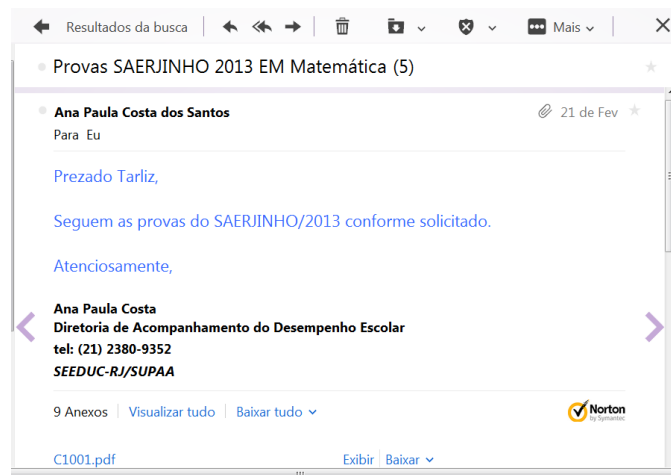 Resultados da busca
Mais
Provas SAERJINHO 2013 EM Matemática (5)
Ana Paula Costa dos Santos
21 de Fev
Para Eu
Prezado Tarliz,
Seguem as provas do SAERJINHO/2013 conforme solicitado.
Atenciosamente,
Ana Paula Costa
Diretoria de Acompanhamento do Desempenho Escolar
tel: (21) 2380-9352
SEEDUC-RJ/SUPAA
9 Anexos Visualizar tudo Baixar tudo
Norton
by Symantec
C1001.pdf Exibir Baixar